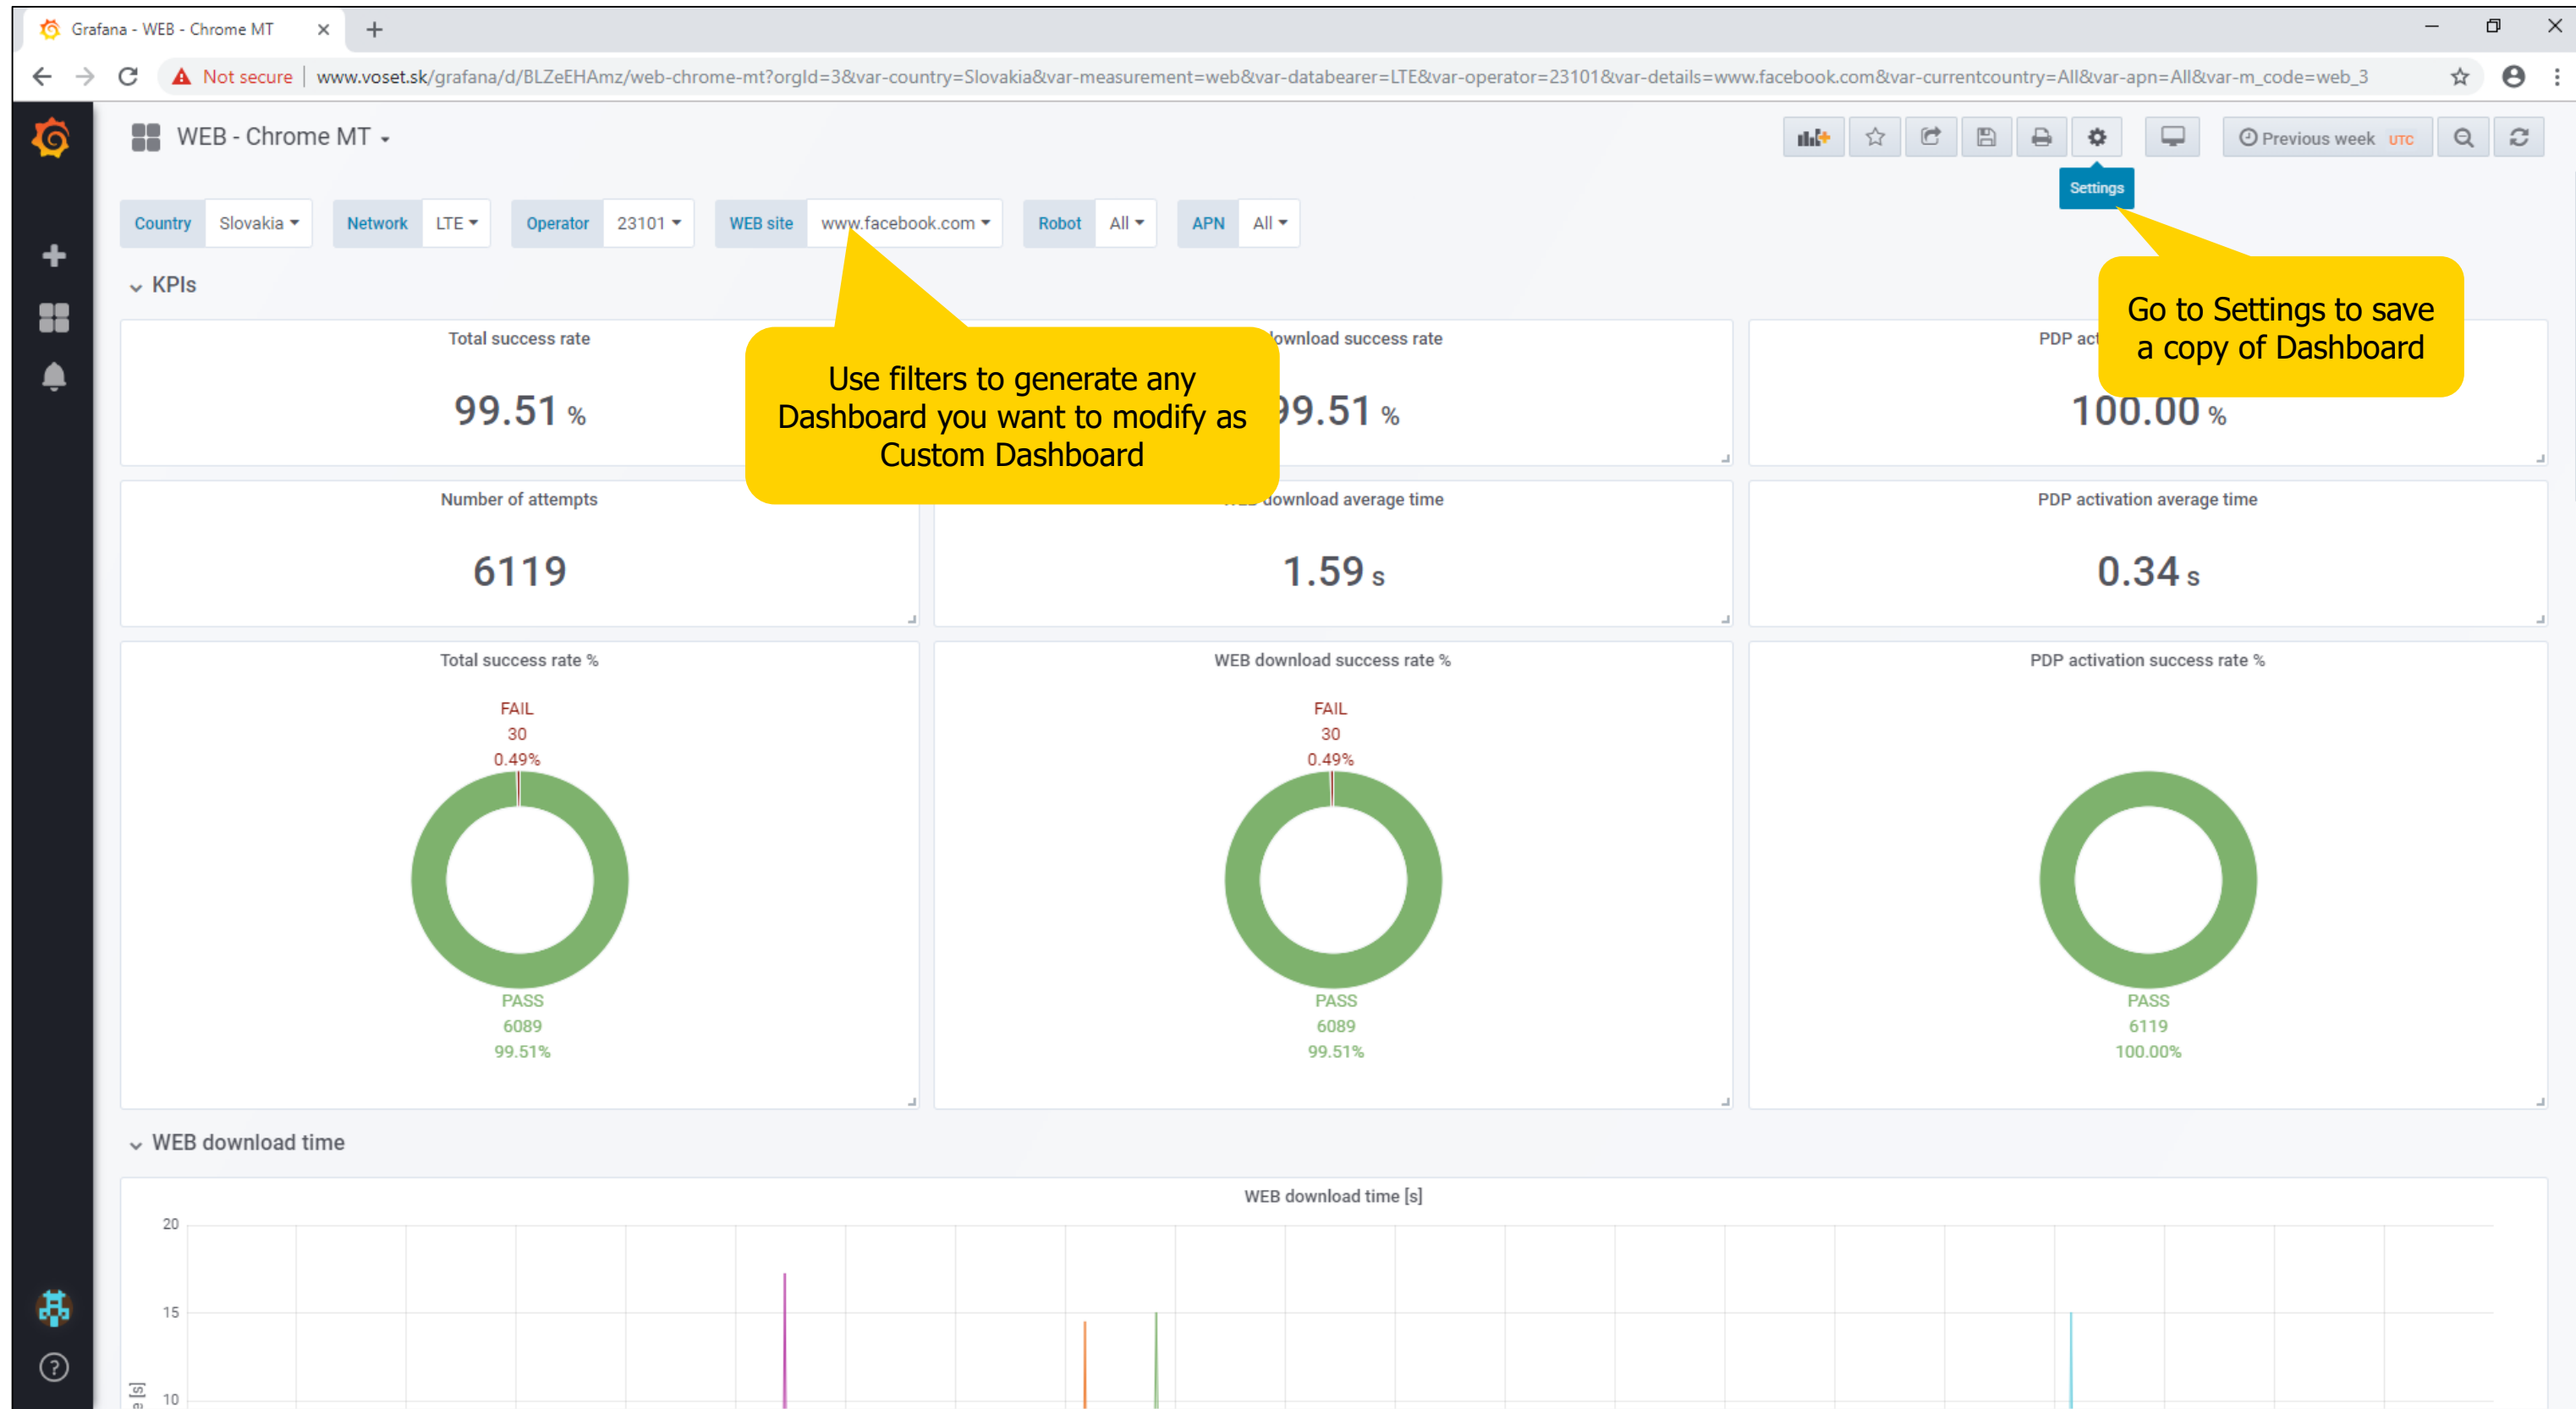 Grafana - WEB - Chrome MT
Not secure | www.voset.sk/grafana/d/BLZeEHAmz/web-chrome-mt?orgId=3&var-country=Slovakia&var-measurement=web&var-databearer=LTE&var-operator=23101&var-details=www.facebook.com&var-currentcountry=All&var-apn=All&var-m_code=web_3
WEB - Chrome MT
Previous week UTC
Settings
Country Slovakia Network LTE Operator 23101 WEB site www.facebook.com Robot All APN All
KPIs
Go to Settings to save
a copy of Dashboard
Use filters to generate any
Dashboard you want to modify as
Custom Dashboard
Total success rate
99.51 %
download success rate
99.51 %
PDP
100.00 %
Number of attempts
6119
download average time
1.59 s
PDP activation average time
0.34 s
Total success rate %
FAIL
30
0.49%
PASS
6089
99.51%
WEB download success rate %
FAIL
30
0.49%
PASS
6089
99.51%
PDP activation success rate %
PASS
6119
100.00%
WEB download time
WEB download time [s]
20
15
10
[s]